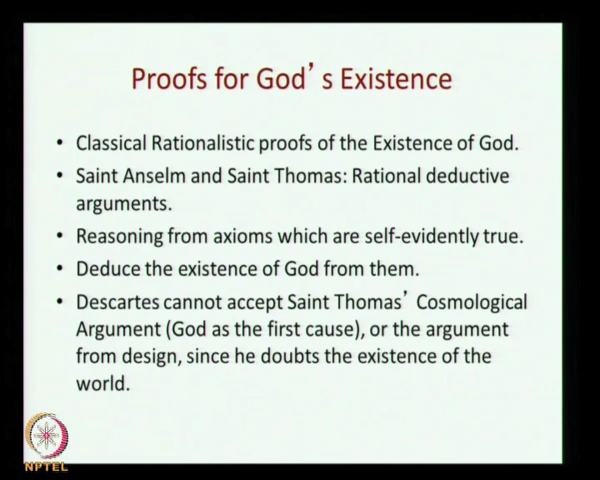 Proofs for God’ s Existence
• Classical Rationalistic proofs of the Existence of God.
• Saint Anselm and Saint Thomas: Rational deductive
arguments.
• Reasoning from axioms which are self-evidently true.
• Deduce the existence of God from them.
• Descartes cannot accept Saint Thomas’ Cosmological
Argument (God as the first cause), or the argument
from design, since he doubts the existence of the
world.
NPTEL